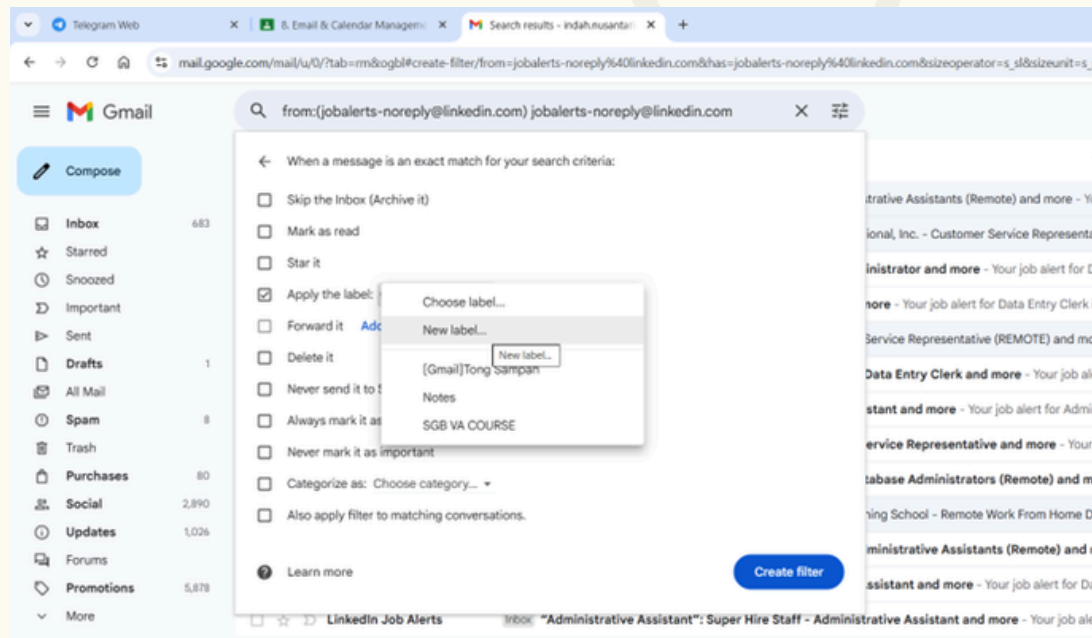 Telegram Web
8. Email & Calendar Manageme
Search results - indah.nusantar
mail.google.com/mail/u/0/?tab=rm&ogbl#create-filter/from=jobalerts-noreply%40linkedin.com&has=jobalerts-noreply%40linkedin.com&sizeoperator=s_sl&sizeunit=s_
Gmail
from:(jobalerts-noreply@linkedin.com) jobalerts-noreply@linkedin.com
Compose
Inbox 683
Starred
Snoozed
Important
Sent
Drafts 1
All Mail
Spam 8
Trash
Purchases 80
Social 2,890
Updates 1,026
Forums
Promotions 5,878
More
When a message is an exact match for your search criteria:
Skip the Inbox (Archive it)
Mark as read
Star it
Apply the label:
Forward it Add
Delete it
Never send it to S
Always mark it as
Never mark it as important
Categorize as: Choose category...
Also apply filter to matching conversations.
Learn more
Create filter
Choose label...
New label...
New label...
[Gmail]Tong Sampah
Notes
SGB VA COURSE
trative Assistants (Remote) and more - Y
ional, Inc. - Customer Service Representa
inistrator and more - Your job alert for D
nore - Your job alert for Data Entry Clerk
Service Representative (REMOTE) and mo
Data Entry Clerk and more - Your job al
stant and more - Your job alert for Admi
ervice Representative and more - Your
tabase Administrators (Remote) and m
ning School - Remote Work From Home D
ministrative Assistants (Remote) and
ssistant and more - Your job alert for Da
LinkedIn Job Alerts Inbox "Administrative Assistant": Super Hire Staff - Administrative Assistant and more - Your job ale